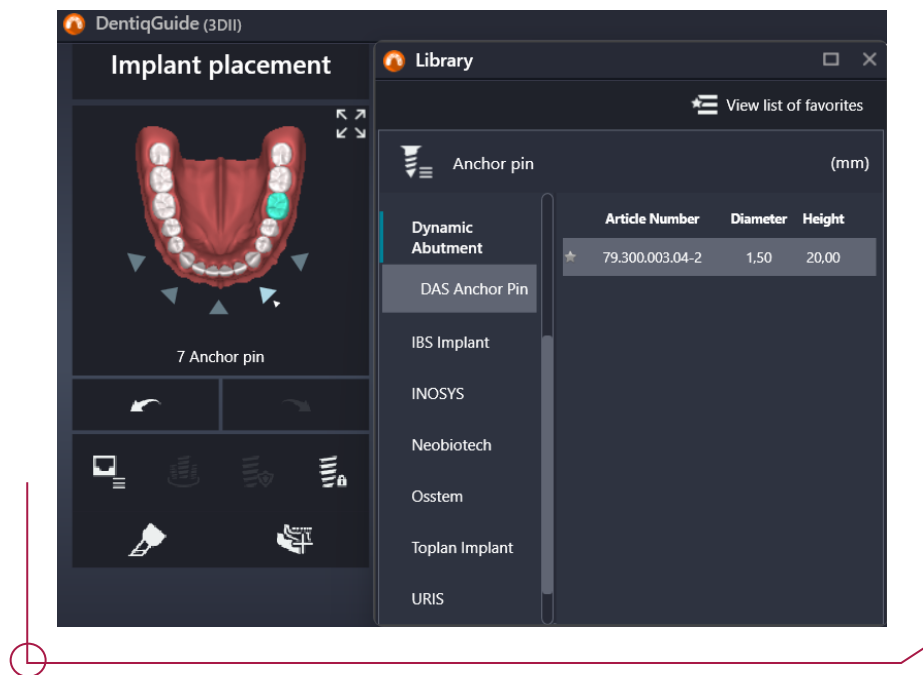 DentiqGuide (3DII)
Implant placement
7 Anchor pin
Library
View list of favorites
Anchor pin (mm)
Dynamic
Abutment
DAS Anchor Pin
IBS Implant
INOSYS
Neobiotech
Osstem
Toplan Implant
URIS
Article Number Diameter Height
79.300.003.04-2 1,50 20,00